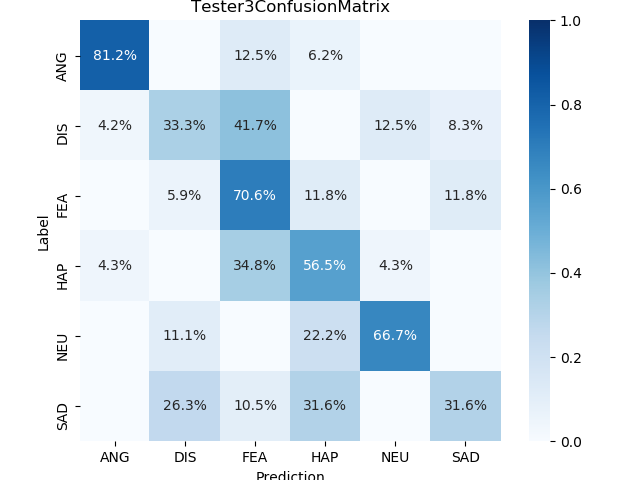 Tester3ConfusionMatrix
ANG 81.2% 12.5% 6.2%
DIS 4.2% 33.3% 41.7% 12.5% 8.3%
FEA 5.9% 70.6% 11.8% 11.8%
HAP 4.3% 34.8% 56.5% 4.3%
NEU 11.1% 22.2% 66.7%
SAD 26.3% 10.5% 31.6% 31.6%
ANG DIS FEA HAP NEU SAD
Label
Prediction
1.0
0.8
0.6
0.4
0.2
0.0